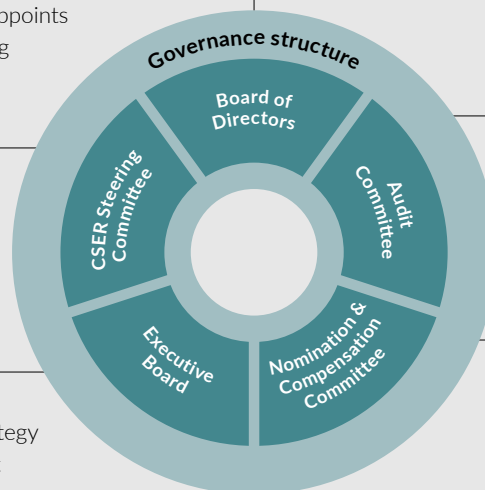 ppoints
g
Governance structure
Board of
Directors
Audit
Committee
Nomination &
Compensation
Committee
Executive
Board
CSER Steering
Committee
tegy